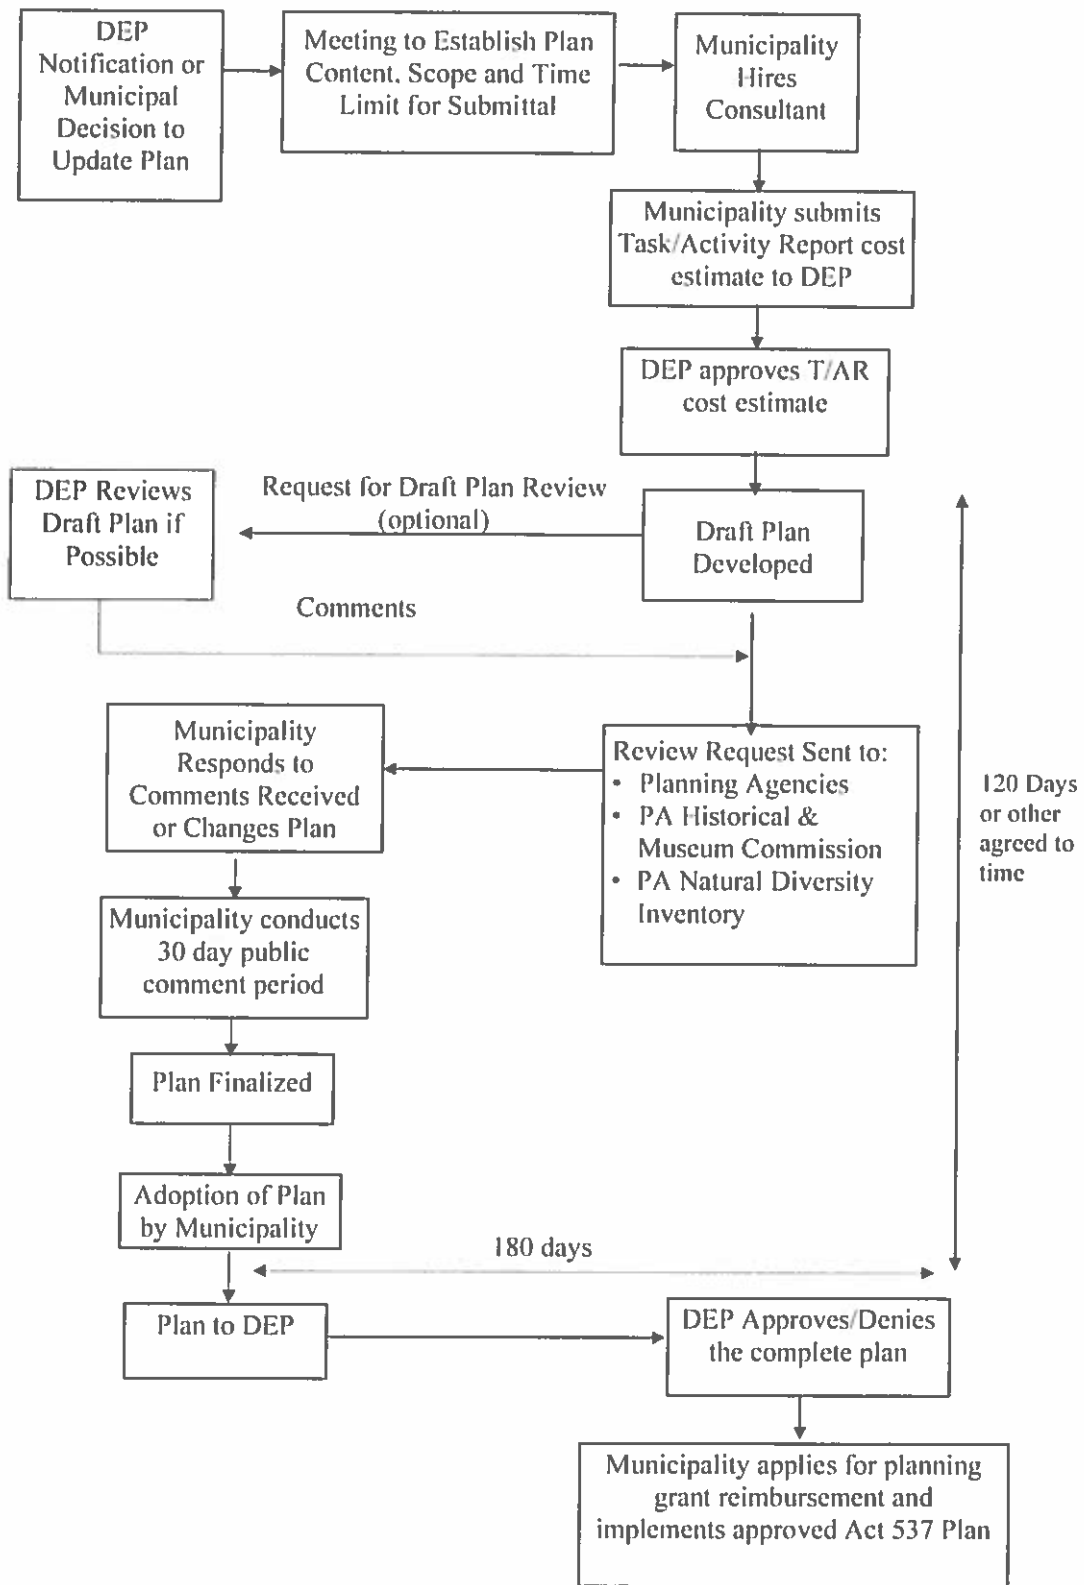 DEP
Notification or
Municipal
Decision to
Update Plan
Meeting to Establish Plan
Content, Scope and Time
Limit for Submittal
Municipality
Hires
Consultant
Municipality submits
Task/Activity Report cost
estimate to DEP
DEP approves T/AR
cost estimate
DEP Reviews
Draft Plan if
Possible
Request for Draft Plan Review
(optional)
Draft Plan
Developed
Comments
Municipality
Responds to
Comments Received
or Changes Plan
Review Request Sent to:
• Planning Agencies
• PA Historical &
Museum Commission
• PA Natural Diversity
Inventory
120 Days
or other
agreed to
time
Municipality conducts
30 day public
comment period
Plan Finalized
Adoption of Plan
by Municipality
180 days
Plan to DEP
DEP Approves/Denies
the complete plan
Municipality applies for planning
grant reimbursement and
implements approved Act 537 Plan